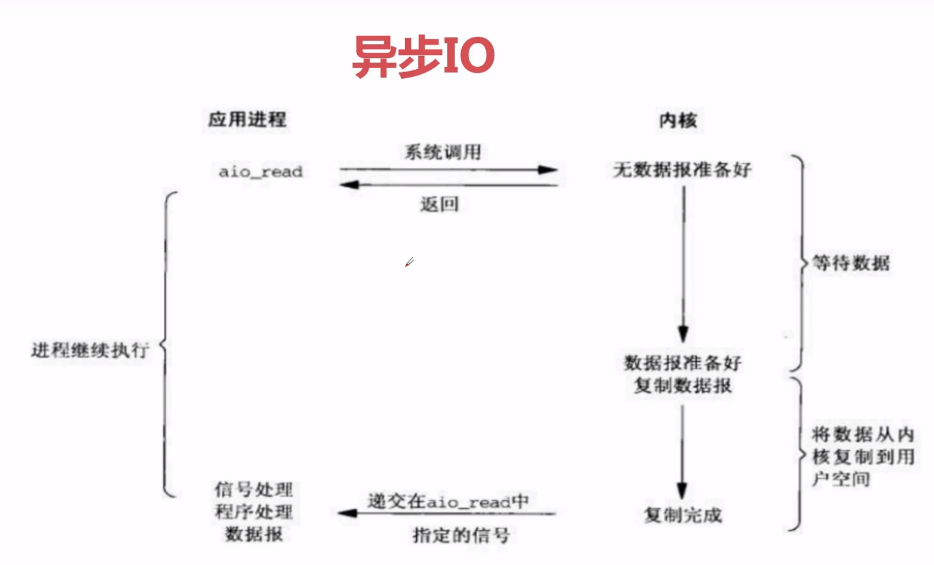 异步IO
应用进程
内核
aio_read
系统调用
无数据报准备好
返回
等待数据
进程继续执行
数据报准备好
复制数据报
将数据从内
核复制到用
户空间
信号处理
程序处理
数据报
递交在aio_read中
指定的信号
复制完成